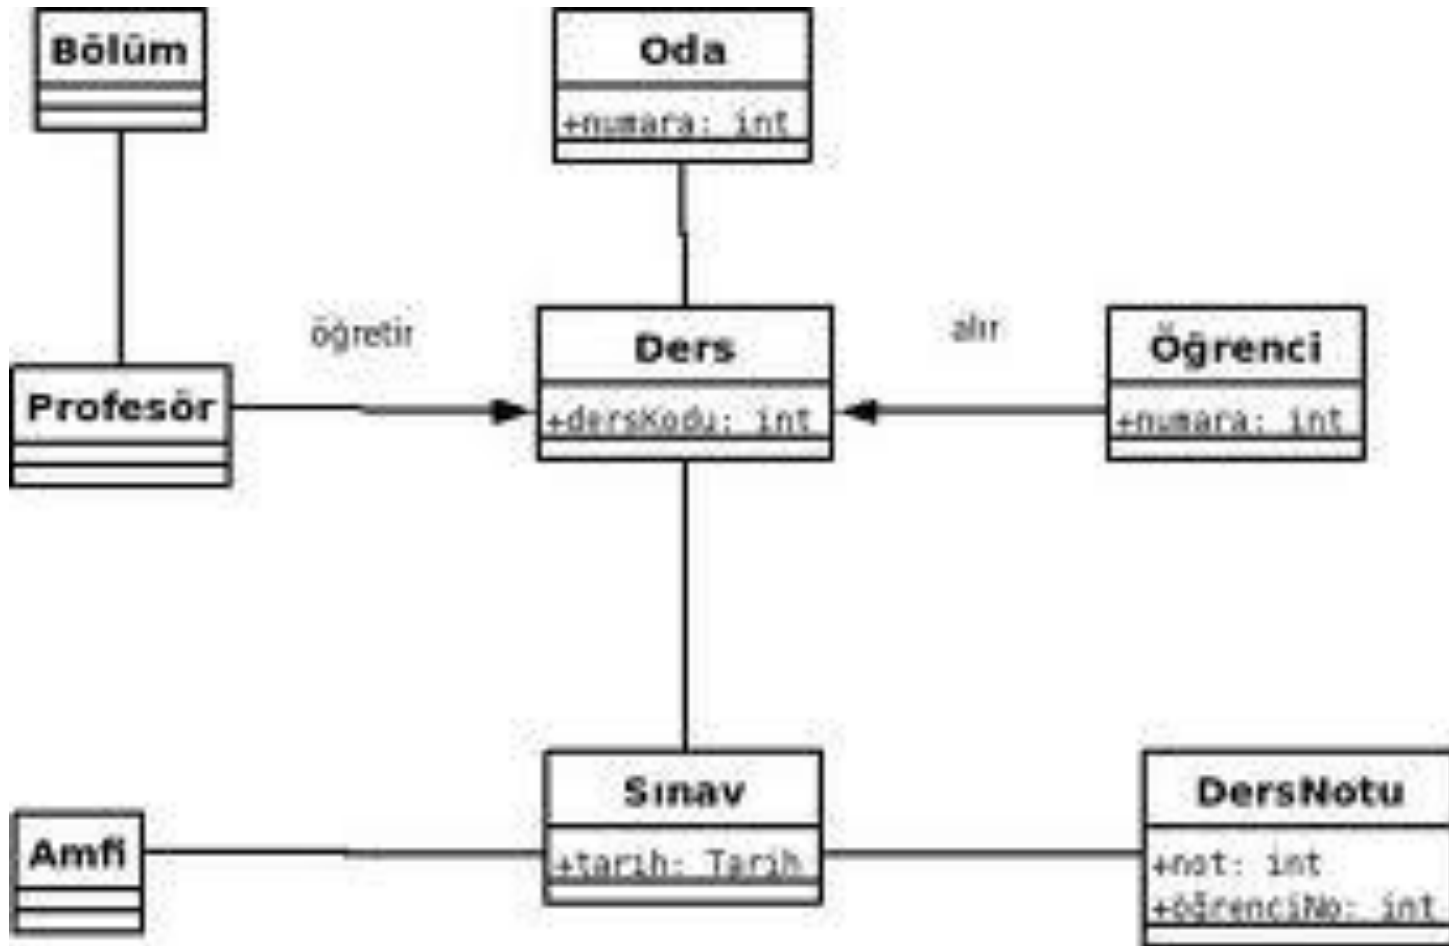 Bölüm
Oda
+numara: int
öğretir
alır
Profesör
Ders
+dersKodu: int
Öğrenci
+numara: int
Amfi
Sınav
+tarih: Tarih
DersNotu
+not: int
+öğrenciNo: int